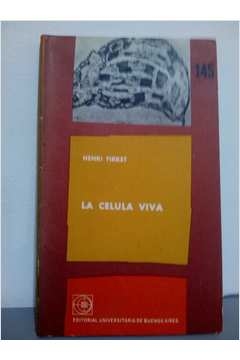 145
HENRI FIRKET
LA CELULA VIVA
EDITORIAL UNIVERSITARIA DE BUENOS AIRES